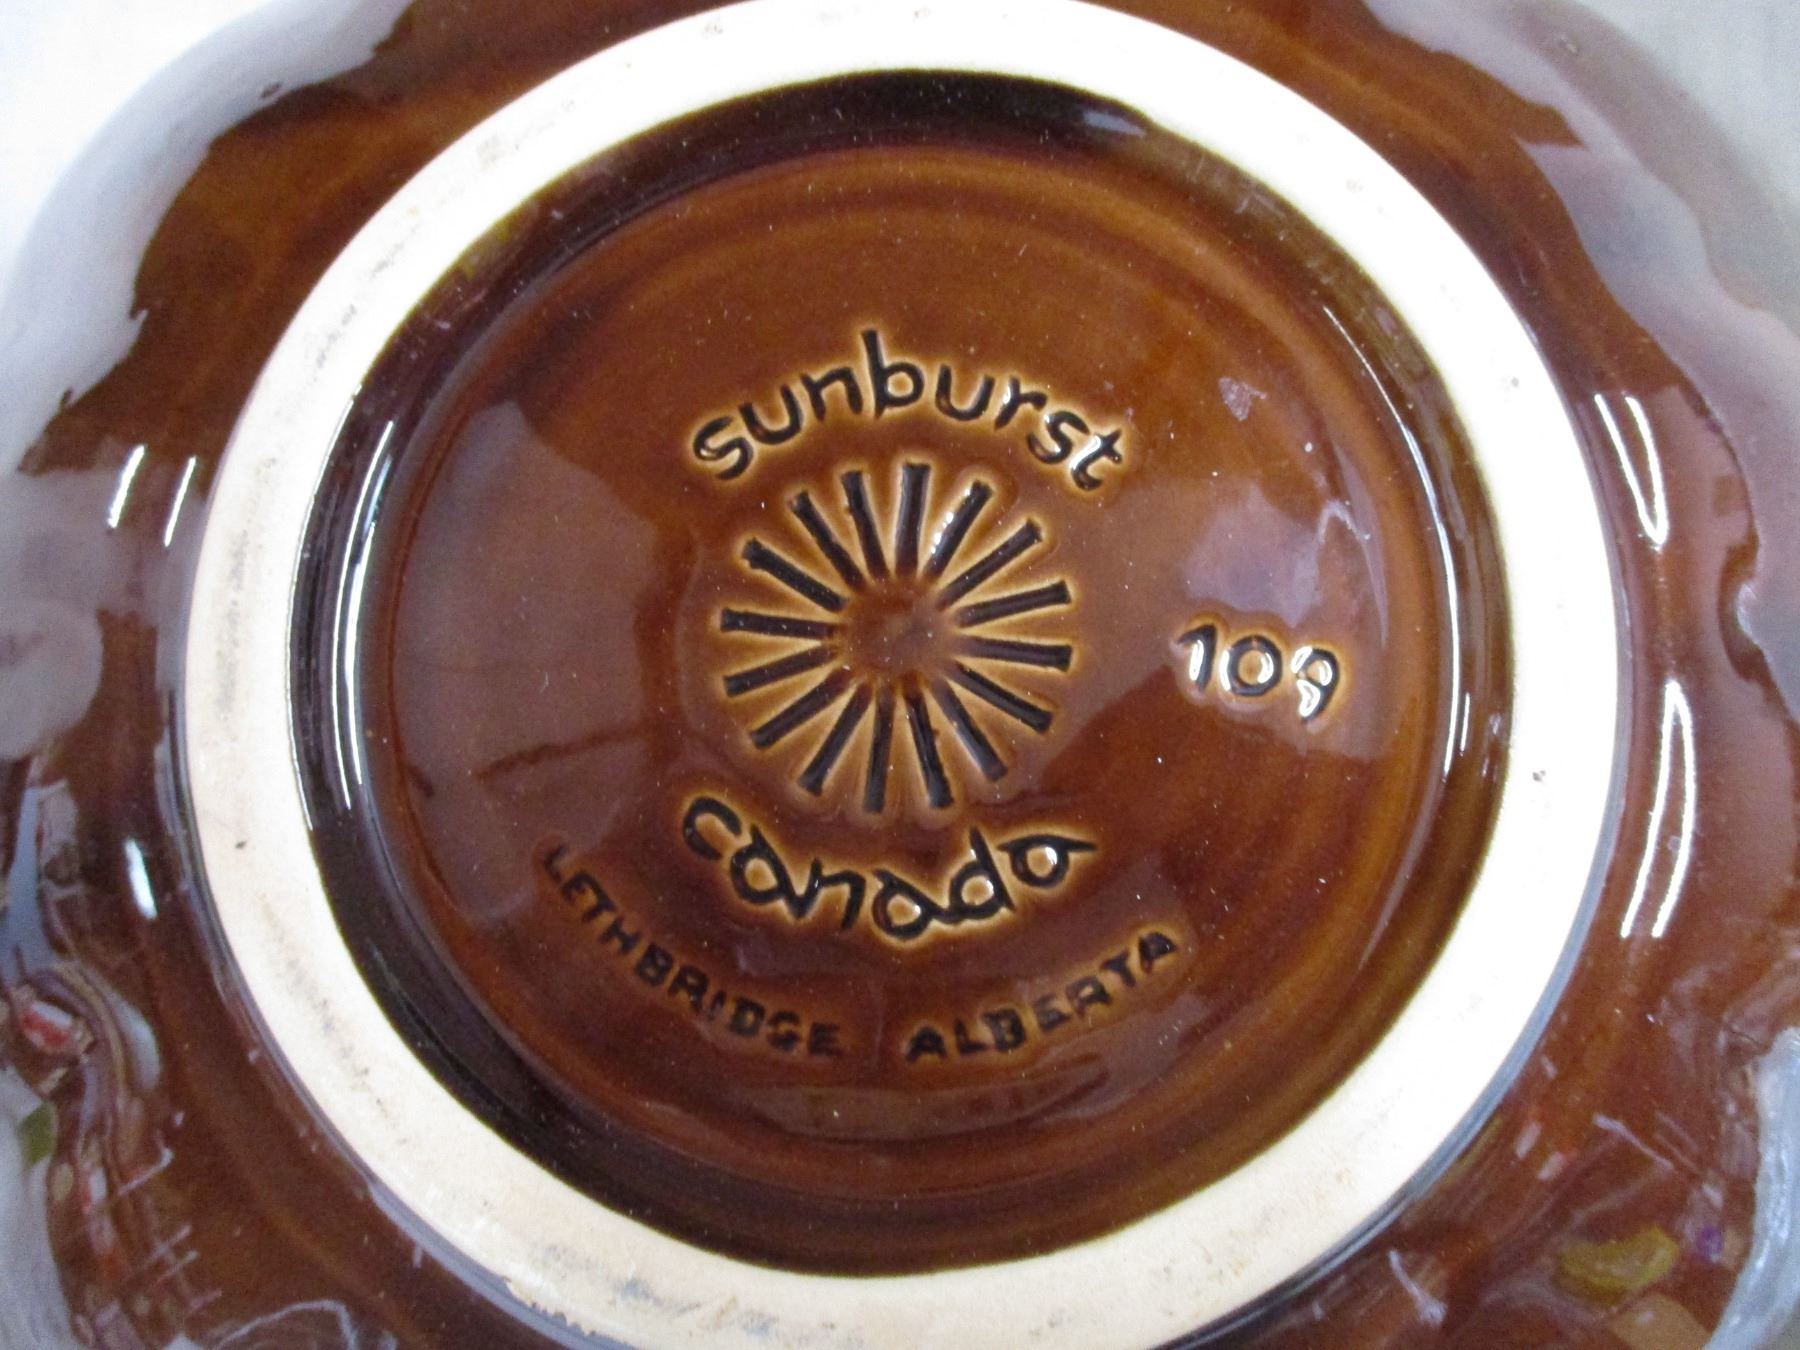 sunburst
109
canada
LETHBRIDGE ALBERTA